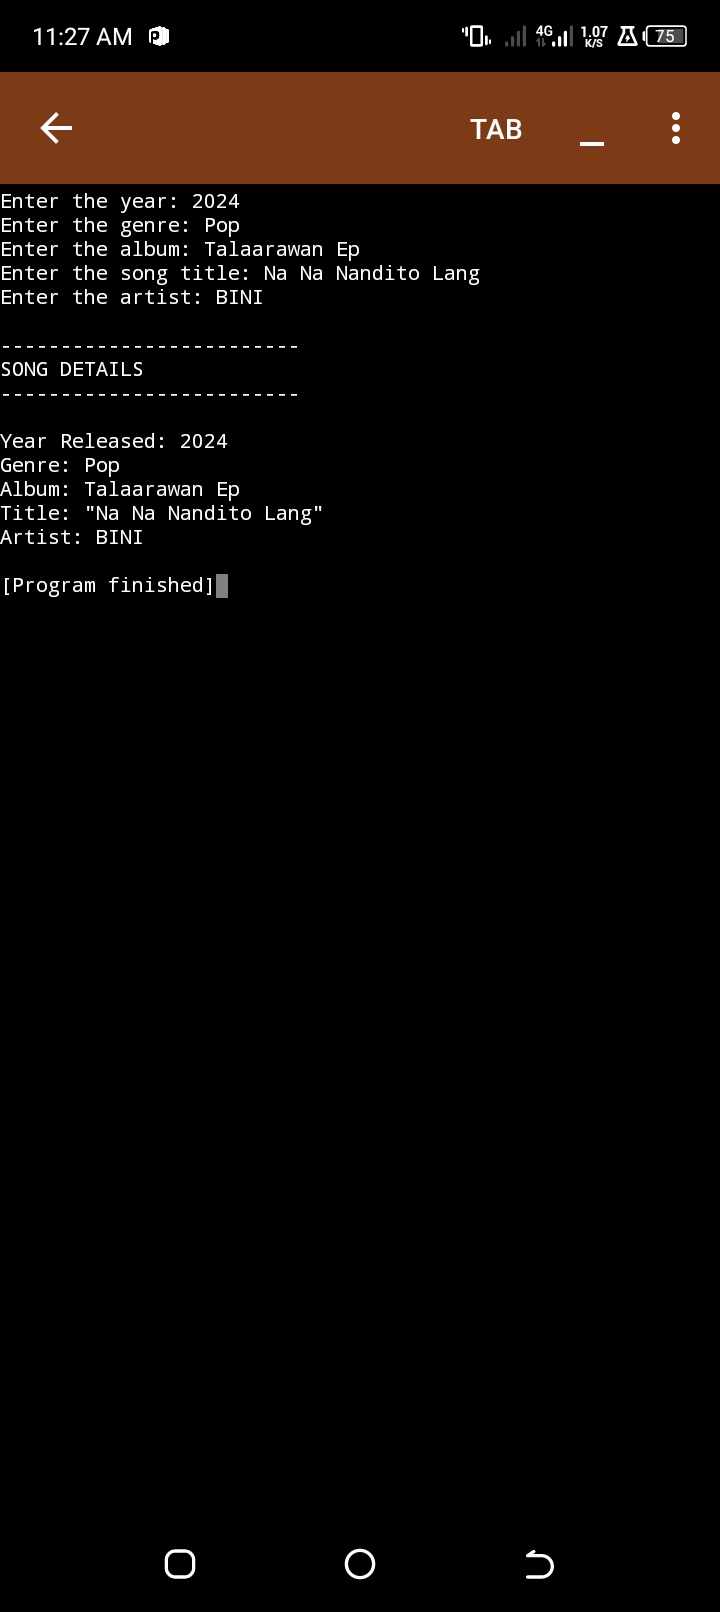 11:27 AM
4G
1.07
K/S
75
TAB
Enter the year: 2024
Enter the genre: Pop
Enter the album: Talaarawan Ep
Enter the song title: Na Na Nandito Lang
Enter the artist: BINI
-------------------------
SONG DETAILS
-------------------------
Year Released: 2024
Genre: Pop
Album: Talaarawan Ep
Title: "Na Na Nandito Lang"
Artist: BINI
[Program finished]